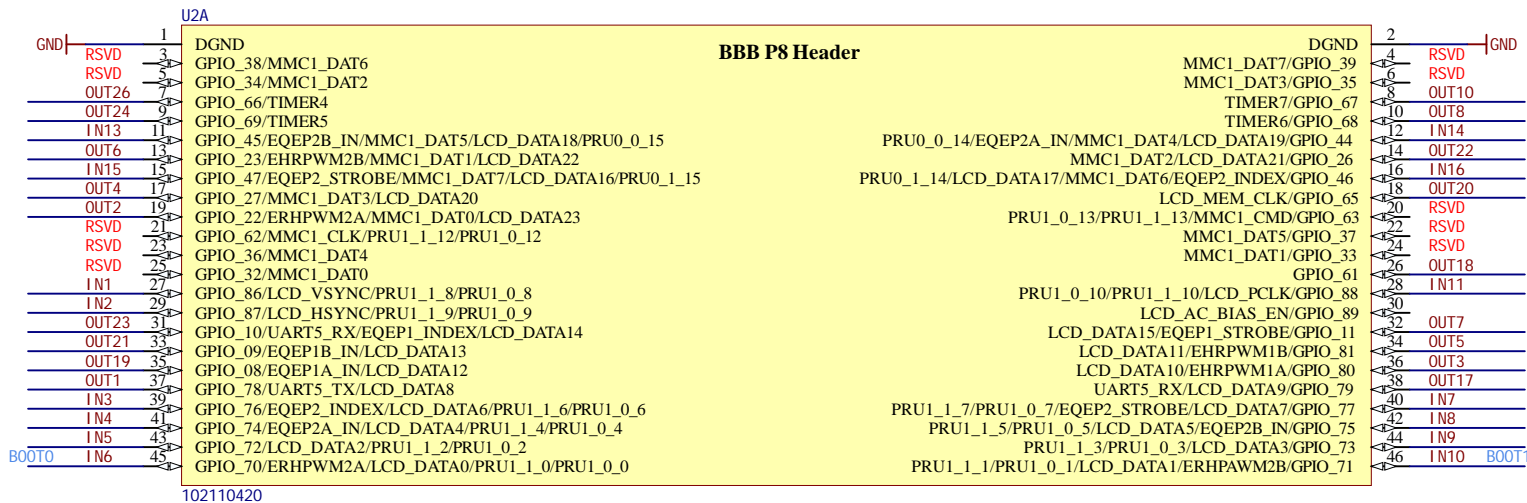 U2A
BBB P8 Header
GND 1 DGND DGND 2 GND
RSVD 3 GPIO_38/MMC1_DAT6 MMC1_DAT7/GPIO_39 4 RSVD
RSVD 5 GPIO_34/MMC1_DAT2 MMC1_DAT3/GPIO_35 6 RSVD
OUT26 7 GPIO_66/TIMER4 TIMER7/GPIO_67 8 OUT10
OUT24 9 GPIO_69/TIMER5 TIMER6/GPIO_68 10 OUT8
IN13 11 GPIO_45/EQEP2B_IN/MMC1_DAT5/LCD_DATA18/PRU0_0_15 PRU0_0_14/EQEP2A_IN/MMC1_DAT4/LCD_DATA19/GPIO_44 12 IN14
OUT6 13 GPIO_23/EHRPWM2B/MMC1_DAT1/LCD_DATA22 MMC1_DAT2/LCD_DATA21/GPIO_26 14 OUT22
IN15 15 GPIO_47/EQEP2_STROBE/MMC1_DAT7/LCD_DATA16/PRU0_1_15 PRU0_1_14/LCD_DATA17/MMC1_DAT6/EQEP2_INDEX/GPIO_46 16 IN16
OUT4 17 GPIO_27/MMC1_DAT3/LCD_DATA20 LCD_MEM_CLK/GPIO_65 18 OUT20
OUT2 19 GPIO_22/ERHPWM2A/MMC1_DAT0/LCD_DATA23 PRU1_0_13/PRU1_1_13/MMC1_CMD/GPIO_63 20 RSVD
RSVD 21 GPIO_62/MMC1_CLK/PRU1_1_12/PRU1_0_12 MMC1_DAT5/GPIO_37 22 RSVD
RSVD 23 GPIO_36/MMC1_DAT4 MMC1_DAT1/GPIO_33 24 RSVD
RSVD 25 GPIO_32/MMC1_DAT0 GPIO_61 26 OUT18
IN1 27 GPIO_86/LCD_VSYNC/PRU1_1_8/PRU1_0_8 PRU1_0_10/PRU1_1_10/LCD_PCLK/GPIO_88 28 IN11
IN2 29 GPIO_87/LCD_HSYNC/PRU1_1_9/PRU1_0_9 LCD_AC_BIAS_EN/GPIO_89 30
OUT23 31 GPIO_10/UART5_RX/EQEP1_INDEX/LCD_DATA14 LCD_DATA15/EQEP1_STROBE/GPIO_11 32 OUT7
OUT21 33 GPIO_09/EQEP1B_IN/LCD_DATA13 LCD_DATA11/EHRPWM1B/GPIO_81 34 OUT5
OUT19 35 GPIO_08/EQEP1A_IN/LCD_DATA12 LCD_DATA10/EHRPWM1A/GPIO_80 36 OUT3
OUT1 37 GPIO_78/UART5_TX/LCD_DATA8 UART5_RX/LCD_DATA9/GPIO_79 38 OUT17
IN3 39 GPIO_76/EQEP2_INDEX/LCD_DATA6/PRU1_1_6/PRU1_0_6 PRU1_1_7/PRU1_0_7/EQEP2_STROBE/LCD_DATA7/GPIO_77 40 IN7
IN4 41 GPIO_74/EQEP2A_IN/LCD_DATA4/PRU1_1_4/PRU1_0_4 PRU1_1_5/PRU1_0_5/LCD_DATA5/EQEP2B_IN/GPIO_75 42 IN8
IN5 43 GPIO_72/LCD_DATA2/PRU1_1_2/PRU1_0_2 PRU1_1_3/PRU1_0_3/LCD_DATA3/GPIO_73 44 IN9
BOOT0 IN6 45 GPIO_70/ERHPWM2A/LCD_DATA0/PRU1_1_0/PRU1_0_0 PRU1_1_1/PRU1_0_1/LCD_DATA1/ERHPAWM2B/GPIO_71 46 IN10 BOOT1
102110420